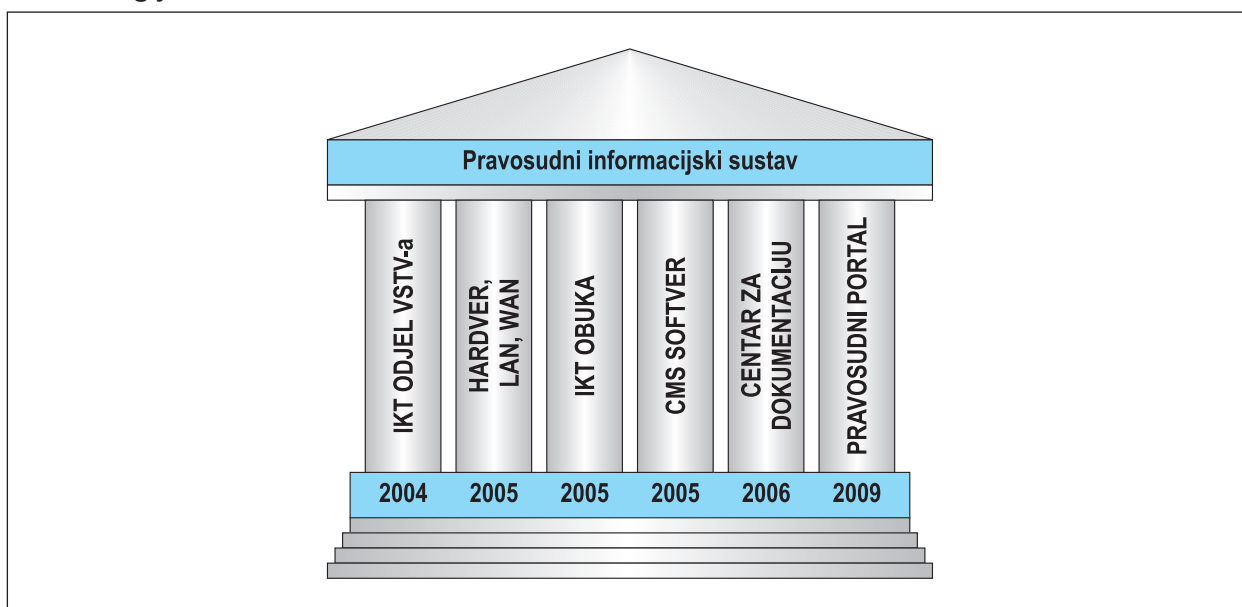 Pravosudni informacijski sustav
IKT ODJEL VSTV-a
HARDVER,
LAN, WAN
IKT OBUKA
CMS SOFTVER
CENTAR ZA
DOKUMENTACIJU
PRAVOSUDNI PORTAL
2004
2005
2005
2005
2006
2009